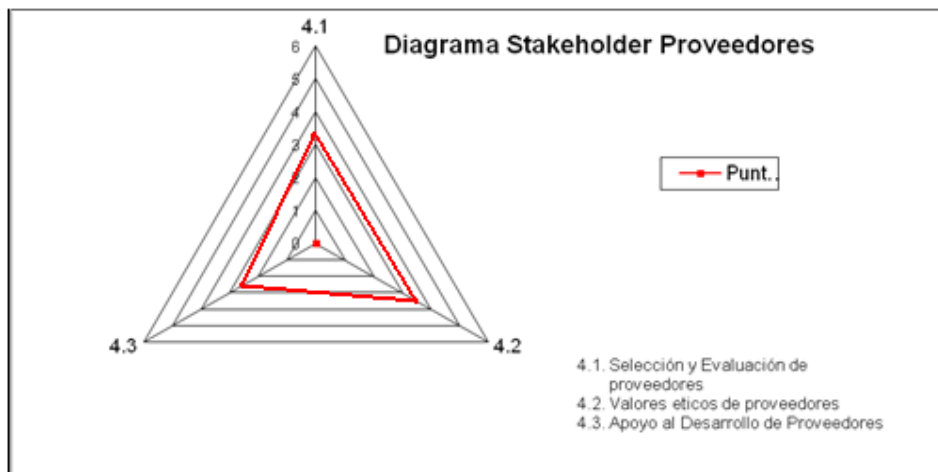 4.1
Diagrama Stakeholder Proveedores
6
5
4
3
2
1
0
Punt.
4.3
4.2
4.1. Selección y Evaluación de
proveedores
4.2. Valores eticos de proveedores
4.3. Apoyo al Desarrollo de Proveedores